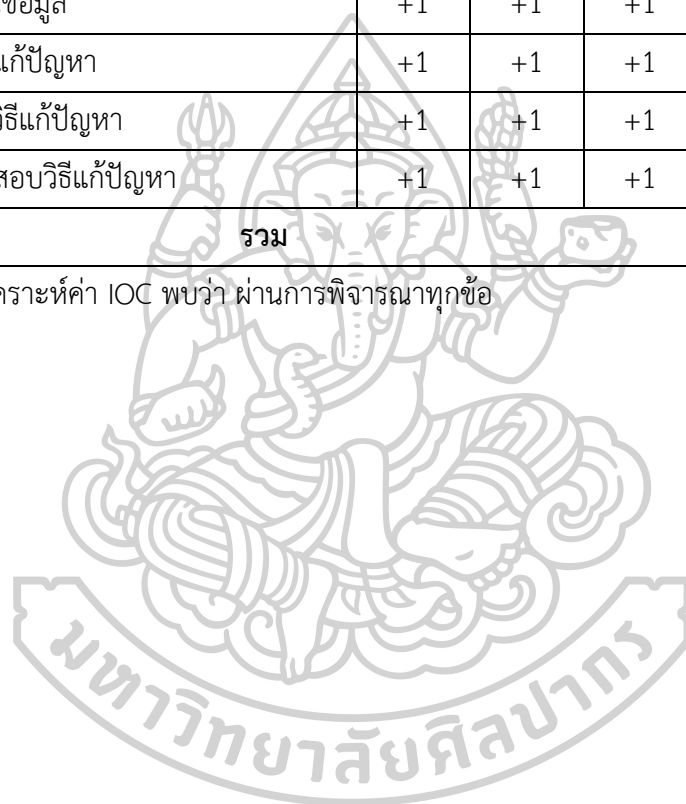 ข้อมูล +1 +1 +1
แก้ปัญหา +1 +1 +1
วิธีแก้ปัญหา +1 +1 +1
สอบวิธีแก้ปัญหา +1 +1 +1
รวม
คราะห์ค่า IOC พบว่า ผ่านการพิจารณาทุกข้อ
มหาวิทยาลัยศิลปากร